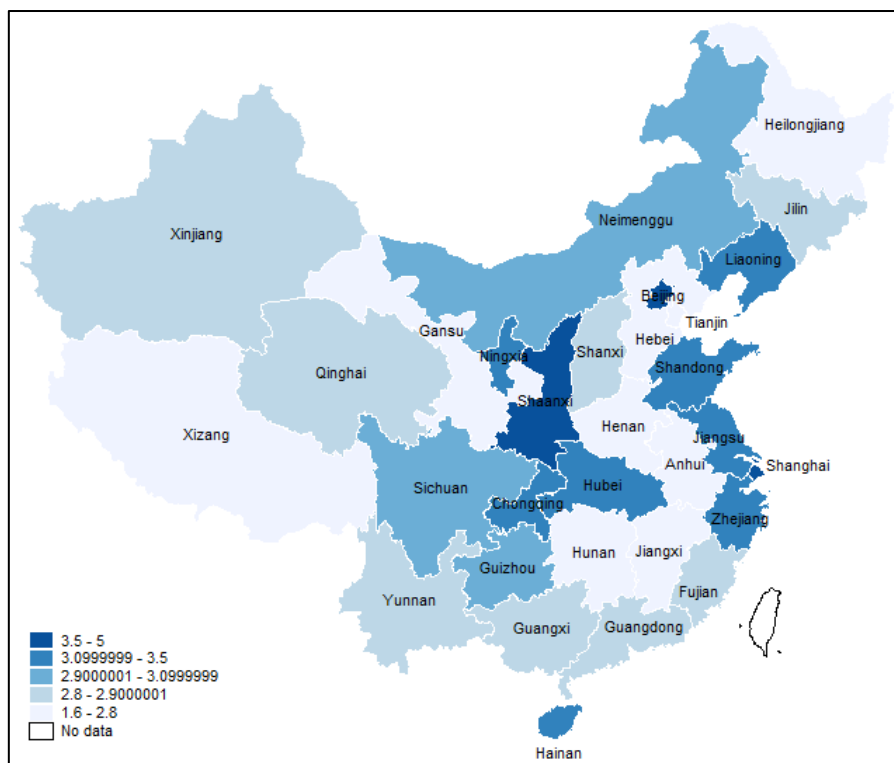 Heilongjiang
Jilin
Xinjiang
Neimenggu
Liaoning
Beijing
Tianjin
Gansu
Hebei
Ningxia
Shanxi
Shandong
Qinghai
Shaanxi
Henan
Jiangsu
Xizang
Anhui
Shanghai
Sichuan
Hubei
Chongqing
Zhejiang
Hunan
Jiangxi
Guizhou
Fujian
Yunnan
Guangxi
Guangdong
3.5 - 5
3.0999999 - 3.5
2.9000001 - 3.0999999
2.8 - 2.9000001
1.6 - 2.8
No data
Hainan